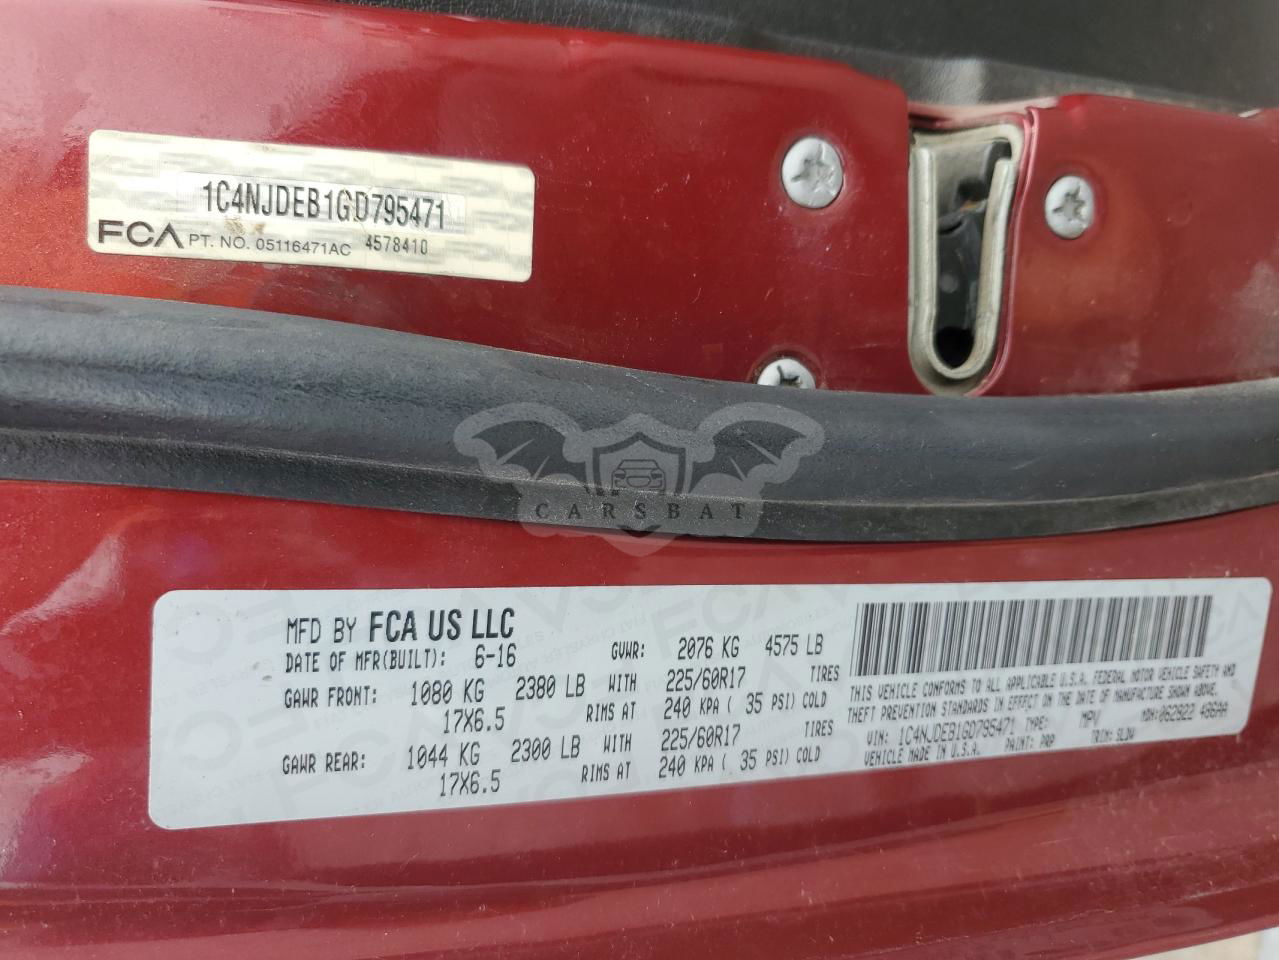 1C4NJDEB1GD795471
FCA PT. NO. 05116471AC 4578410
CARSBAT
MFD BY FCA US LLC
DATE OF MFR(BUILT): 6-16 GVWR: 2076 KG 4575 LB
GAWR FRONT: 1080 KG 2380 LB WITH 225/60R17 TIRES
17X6.5 RIMS AT 240 KPA ( 35 PSI) COLD
GAWR REAR: 1044 KG 2300 LB WITH 225/60R17 TIRES
17X6.5 RIMS AT 240 KPA ( 35 PSI) COLD
THIS VEHICLE CONFORMS TO ALL APPLICABLE U.S.A. FEDERAL MOTOR VEHICLE SAFETY AND
THEFT PREVENTION STANDARDS IN EFFECT ON THE DATE OF MANUFACTURE SHOWN ABOVE.
VIN: 1C4NJDEB1GD795471 TYPE: MPV MDH: 062922 486AA
VEHICLE MADE IN U.S.A. PAINT: PRP TRIM: SLDV